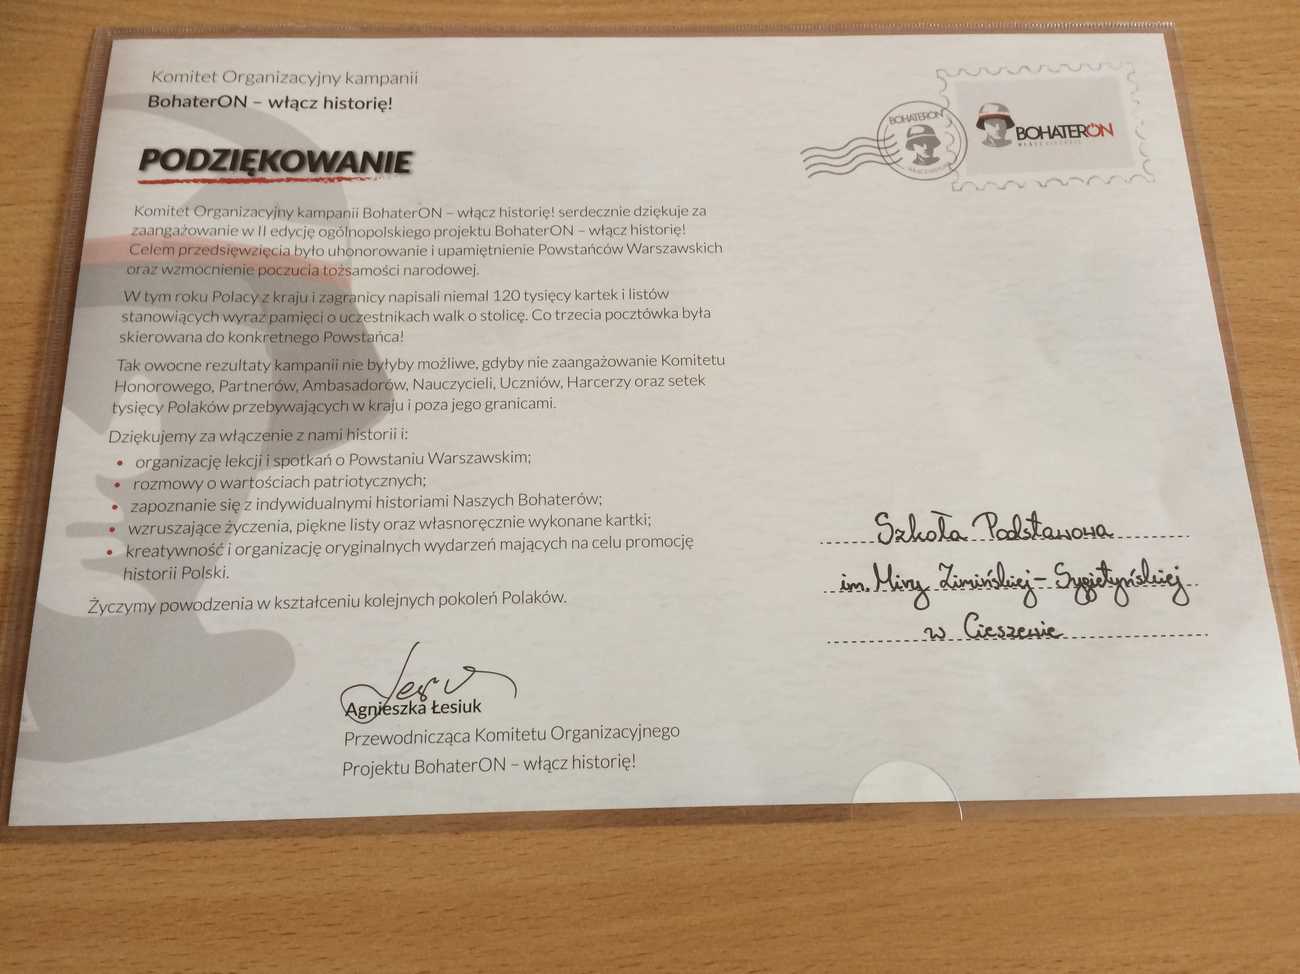 Komitet Organizacyjny kampanii
BohaterON – włącz historię!
PODZIĘKOWANIE
Komitet Organizacyjny kampanii BohaterON – włącz historię! serdecznie dziękuje za
zaangażowanie w II edycję ogólnopolskiego projektu BohaterON – włącz historię!
Celem przedsięwzięcia było uhonorowanie i upamiętnienie Powstańców Warszawskich
oraz wzmocnienie poczucia tożsamości narodowej.
W tym roku Polacy z kraju i zagranicy napisali niemal 120 tysięcy kartek i listów
stanowiących wyraz pamięci o uczestnikach walk o stolicę. Co trzecia pocztówka była
skierowana do konkretnego Powstańca!
Tak owocne rezultaty kampanii nie byłyby możliwe, gdyby nie zaangażowanie Komitetu
Honorowego, Partnerów, Ambasadorów, Nauczycieli, Uczniów, Harcerzy oraz setek
tysięcy Polaków przebywających w kraju i poza jego granicami.
Dziękujemy za włączenie z nami historii i:
• organizację lekcji i spotkań o Powstaniu Warszawskim;
• rozmowy o wartościach patriotycznych;
• zapoznanie się z indywidualnymi historiami Naszych Bohaterów;
• wzruszające życzenia, piękne listy oraz własnoręcznie wykonane kartki;
• kreatywność i organizację oryginalnych wydarzeń mających na celu promocję
historii Polski.
Życzymy powodzenia w kształceniu kolejnych pokoleń Polaków.
Agnieszka Łesiuk
Przewodnicząca Komitetu Organizacyjnego
Projektu BohaterON – włącz historię!
BOHATERON
BOHATERON
WŁĄCZ HISTORIĘ
Szkoła Podstawowa
im. Miry Zimińskiej-Sygietyńskiej
w Cieszewie